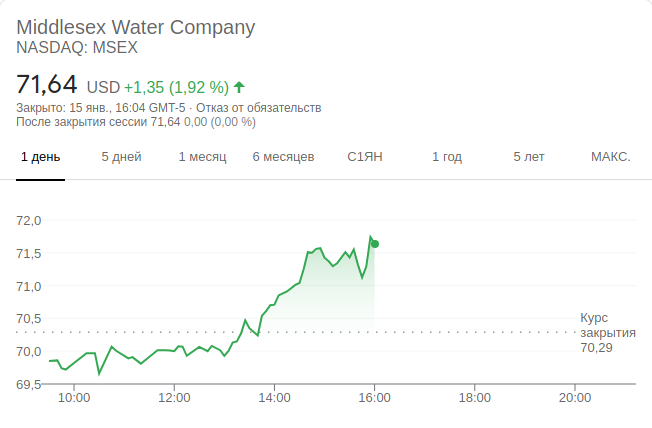 Middlesex Water Company
NASDAQ: MSEX
71,64 USD +1,35 (1,92 %)
Закрыто: 15 янв., 16:04 GMT-5 · Отказ от обязательств
После закрытия сессии 71,64 0,00 (0,00 %)
1 день 5 дней 1 месяц 6 месяцев С1ЯН 1 год 5 лет МАКС.
72,0
71,5
71,0
70,5
Курс
закрытия
70,29
70,0
69,5
10:00 12:00 14:00 16:00 18:00 20:00